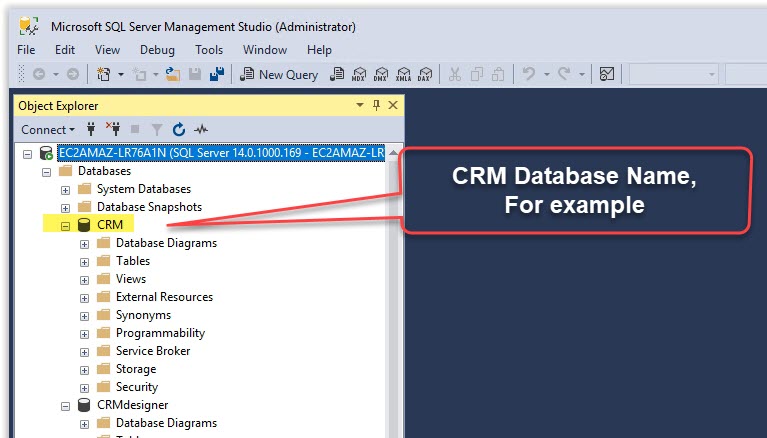 Microsoft SQL Server Management Studio (Administrator)
File Edit View Debug Tools Window Help
New Query MDX DMX XMLA DAX
Object Explorer
Connect
EC2AMAZ-LR76A1N (SQL Server 14.0.1000.169 - EC2AMAZ-LR
Databases
System Databases
Database Snapshots
CRM
Database Diagrams
Tables
Views
External Resources
Synonyms
Programmability
Service Broker
Storage
Security
CRMdesigner
Database Diagrams
CRM Database Name,
For example